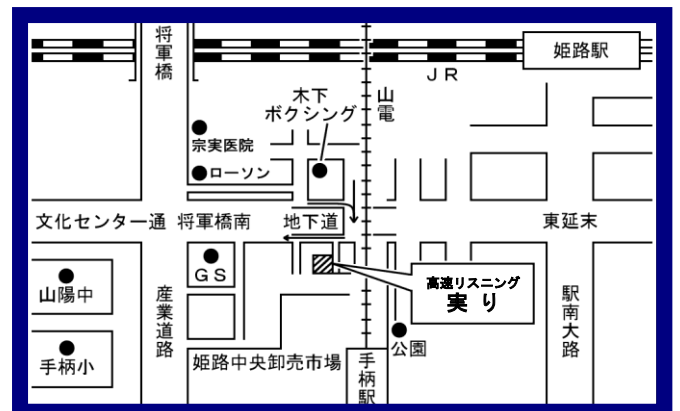 将軍橋
姫路駅
JR
山電
木下
ボクシング
宗実医院
ローソン
文化センター通
将軍橋南
地下道
東延末
GS
山陽中
高速リスニング
実り
産業道路
駅南大路
公園
手柄小
姫路中央卸売市場
手柄駅